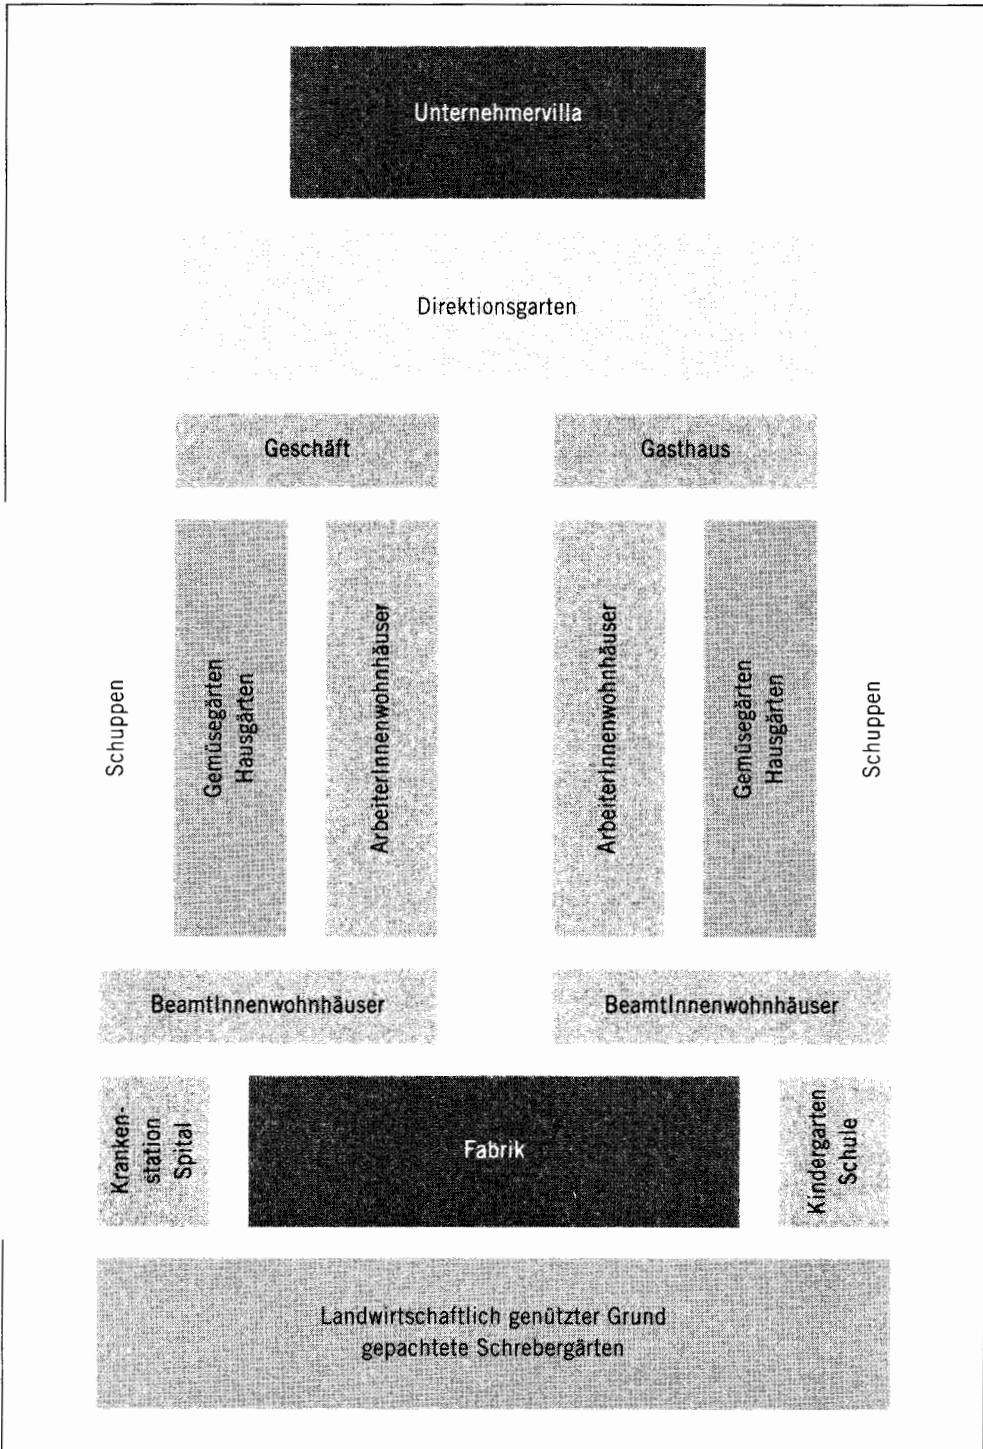 Unternehmervilla
Direktionsgarten
Geschäft
Gasthaus
Schuppen
Gemüsegärten
Hausgärten
ArbeiterInnenwohnhäuser
ArbeiterInnenwohnhäuser
Gemüsegärten
Hausgärten
Schuppen
BeamtInnenwohnhäuser
BeamtInnenwohnhäuser
Kranken-
station
Spital
Fabrik
Kindergarten
Schule
Landwirtschaftlich genützter Grund
gepachtete Schrebergärten